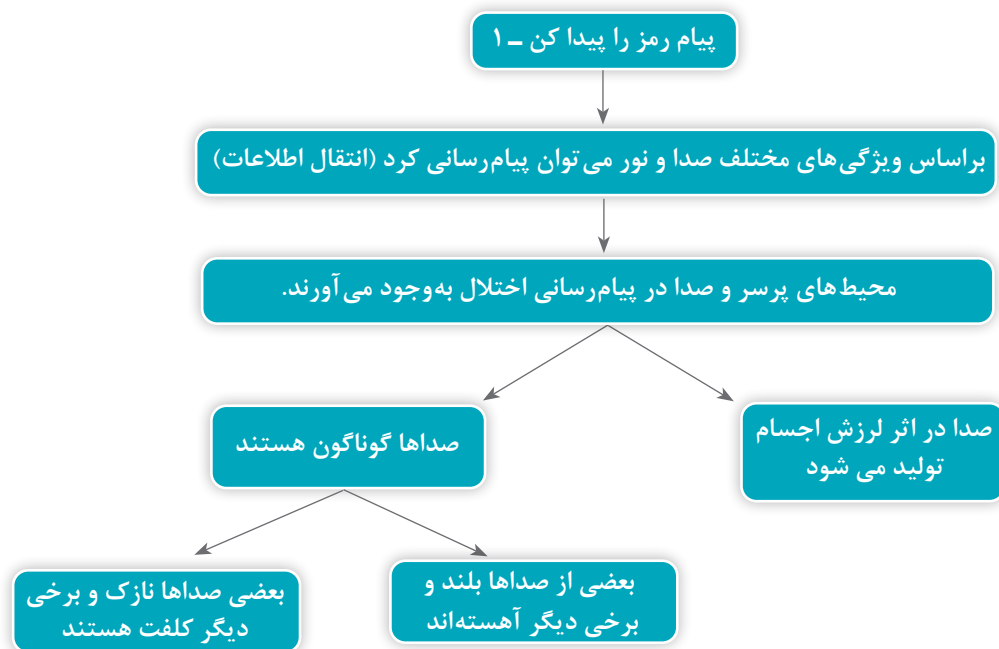 پیام رمز را پیدا کن ـ ۱
براساس ویژگی‌های مختلف صدا و نور می‌توان پیام‌رسانی کرد (انتقال اطلاعات)
محیط‌های پرسر و صدا در پیام‌رسانی اختلال به‌وجود می‌آورند.
صدا در اثر لرزش اجسام
تولید می شود
صداها گوناگون هستند
بعضی از صداها بلند و
برخی دیگر آهسته‌اند
بعضی صداها نازک و برخی
دیگر کلفت هستند